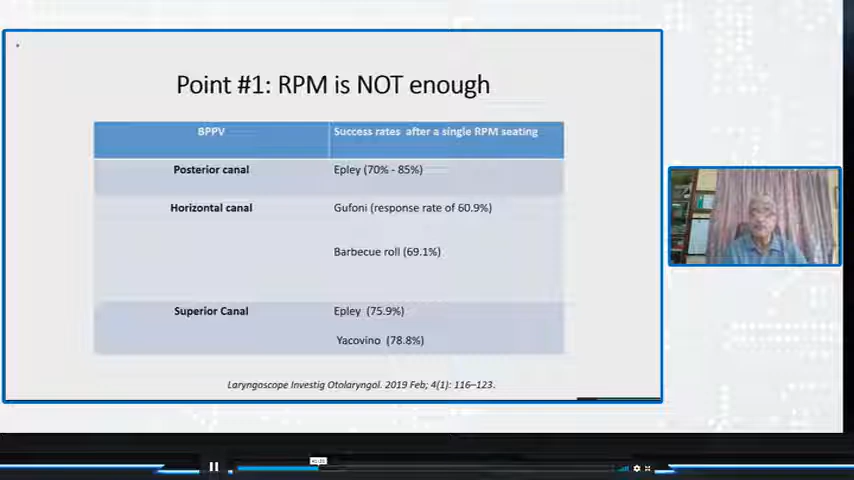 Point #1: RPM is NOT enough
BPPV
Success rates after a single RPM seating
Posterior canal
Epley (70% - 85%)
Horizontal canal
Gufoni (response rate of 60.9%)
Barbecue roll (69.1%)
Superior Canal
Epley (75.9%)
Yacovino (78.8%)
Laryngoscope Investig Otolaryngol. 2019 Feb; 4(1): 116–123.